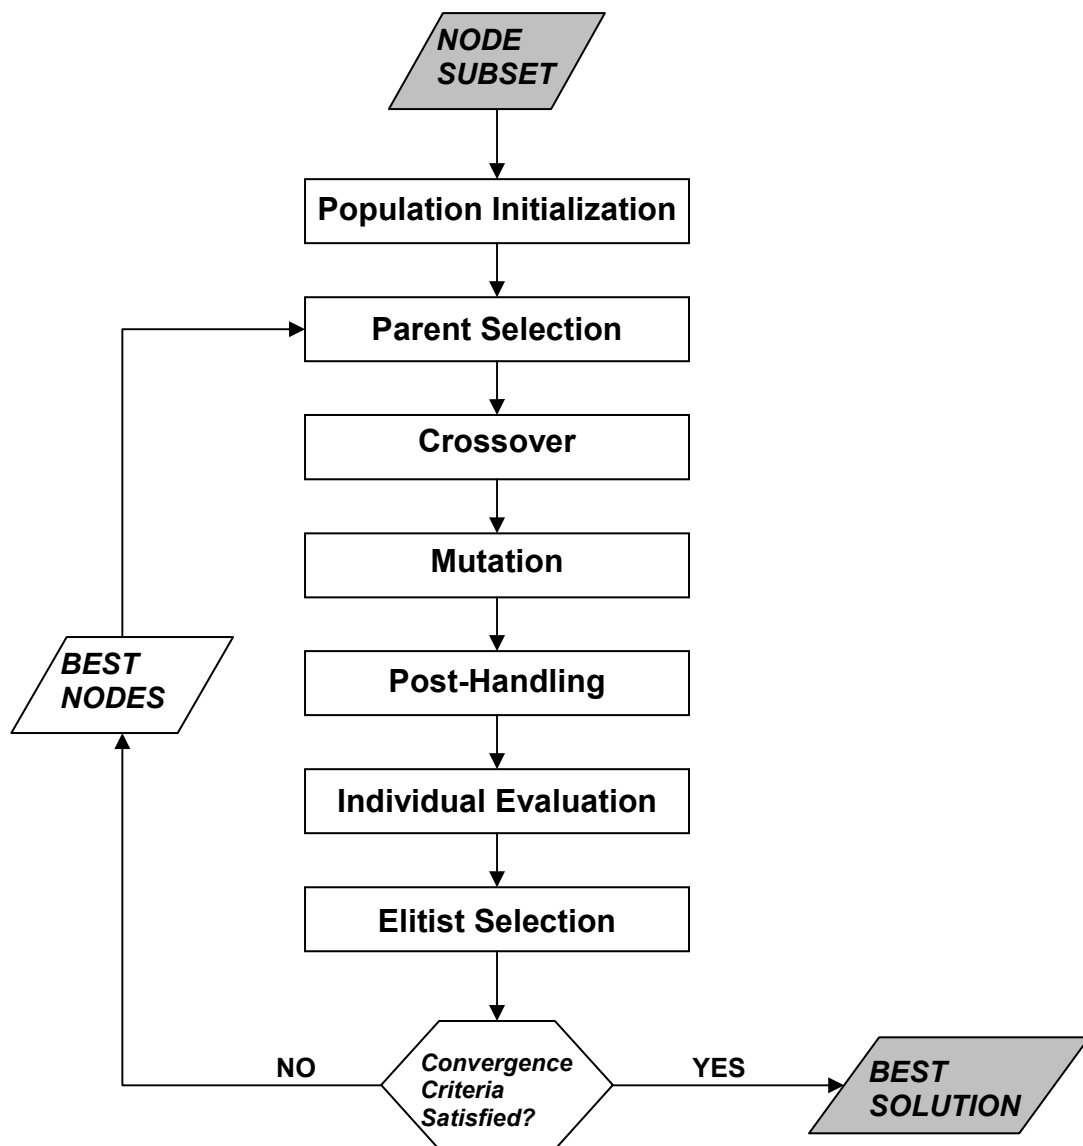 NODE
SUBSET
Population Initialization
Parent Selection
Crossover
Mutation
Post-Handling
BEST
NODES
Individual Evaluation
Elitist Selection
NO
Convergence
Criteria
Satisfied?
YES
BEST
SOLUTION